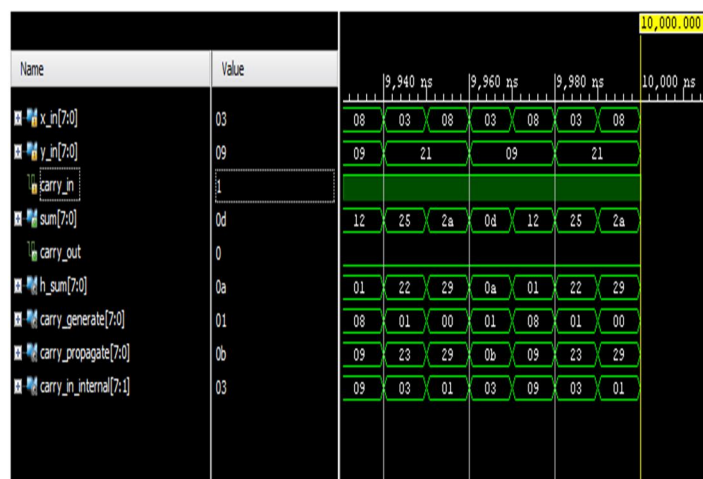 10,000.000
Name Value
9,940 ns 9,960 ns 9,980 ns 10,000 ns
x_in[7:0] 03 08 03 08 03 08 03 08
y_in[7:0] 09 09 21 09 21
carry_in 1
sum[7:0] 0d 12 25 2a 0d 12 25 2a
carry_out 0
h_sum[7:0] 0a 01 22 29 0a 01 22 29
carry_generate[7:0] 01 08 01 00 01 08 01 00
carry_propagate[7:0] 0b 09 23 29 0b 09 23 29
carry_in_internal[7:1] 03 09 03 01 03 09 03 01